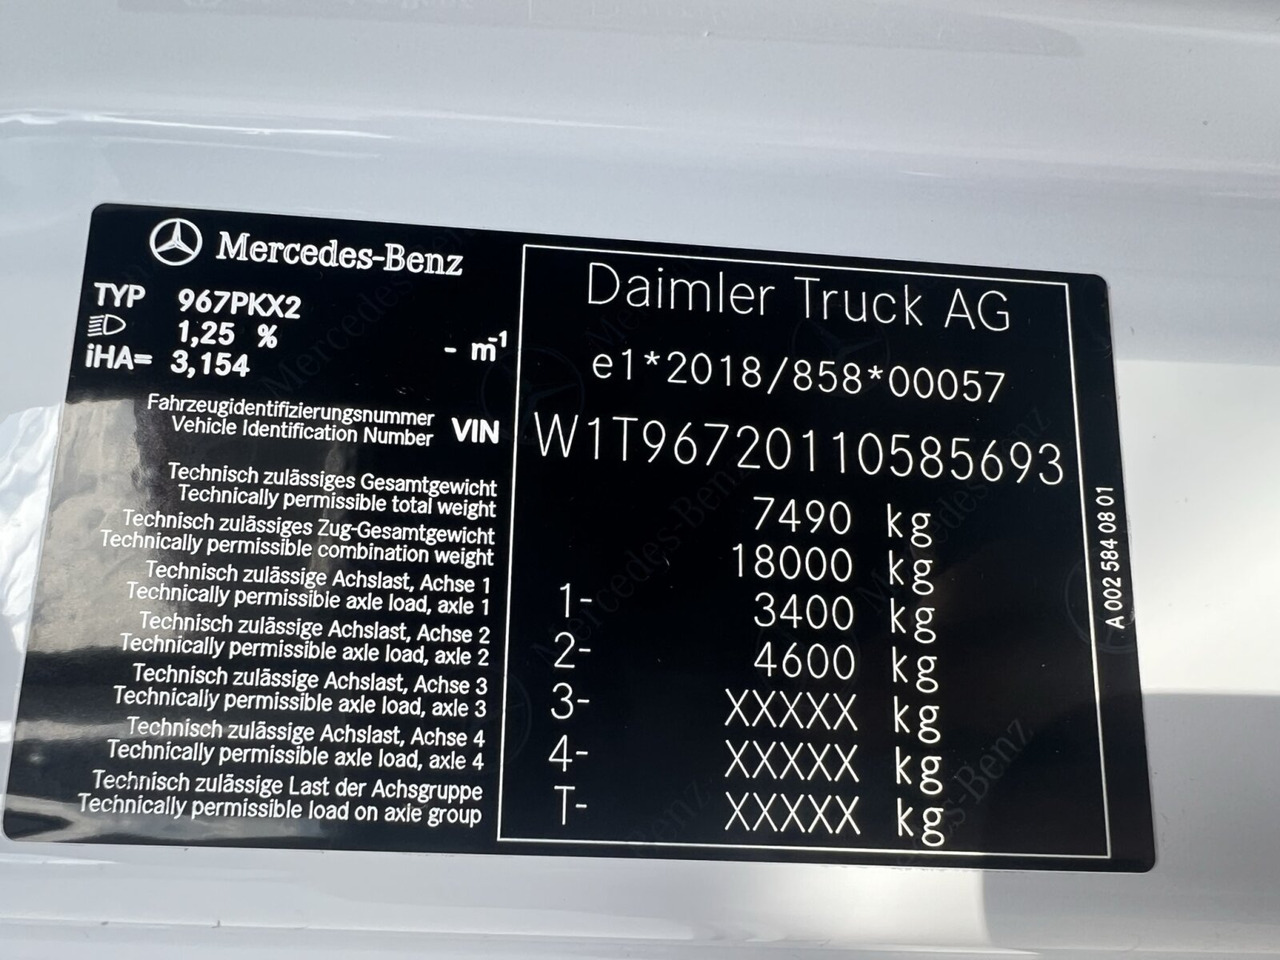 Mercedes-Benz
TYP 967PKX2
1,25 %
iHA= 3,154 - m-1
Fahrzeugidentifizierungsnummer
Vehicle Identification Number VIN
Technisch zulässiges Gesamtgewicht
Technically permissible total weight
Technisch zulässiges Zug-Gesamtgewicht
Technically permissible combination weight
Technisch zulässige Achslast, Achse 1
Technically permissible axle load, axle 1
Technisch zulässige Achslast, Achse 2
Technically permissible axle load, axle 2
Technisch zulässige Achslast, Achse 3
Technically permissible axle load, axle 3
Technisch zulässige Achslast, Achse 4
Technically permissible axle load, axle 4
Technisch zulässige Last der Achsgruppe
Technically permissible load on axle group
Daimler Truck AG
e1*2018/858*00057
W1T96720110585693
7490 kg
18000 kg
1- 3400 kg
2- 4600 kg
3- XXXXX kg
4- XXXXX kg
T- XXXXX kg
A 002 584 08 01